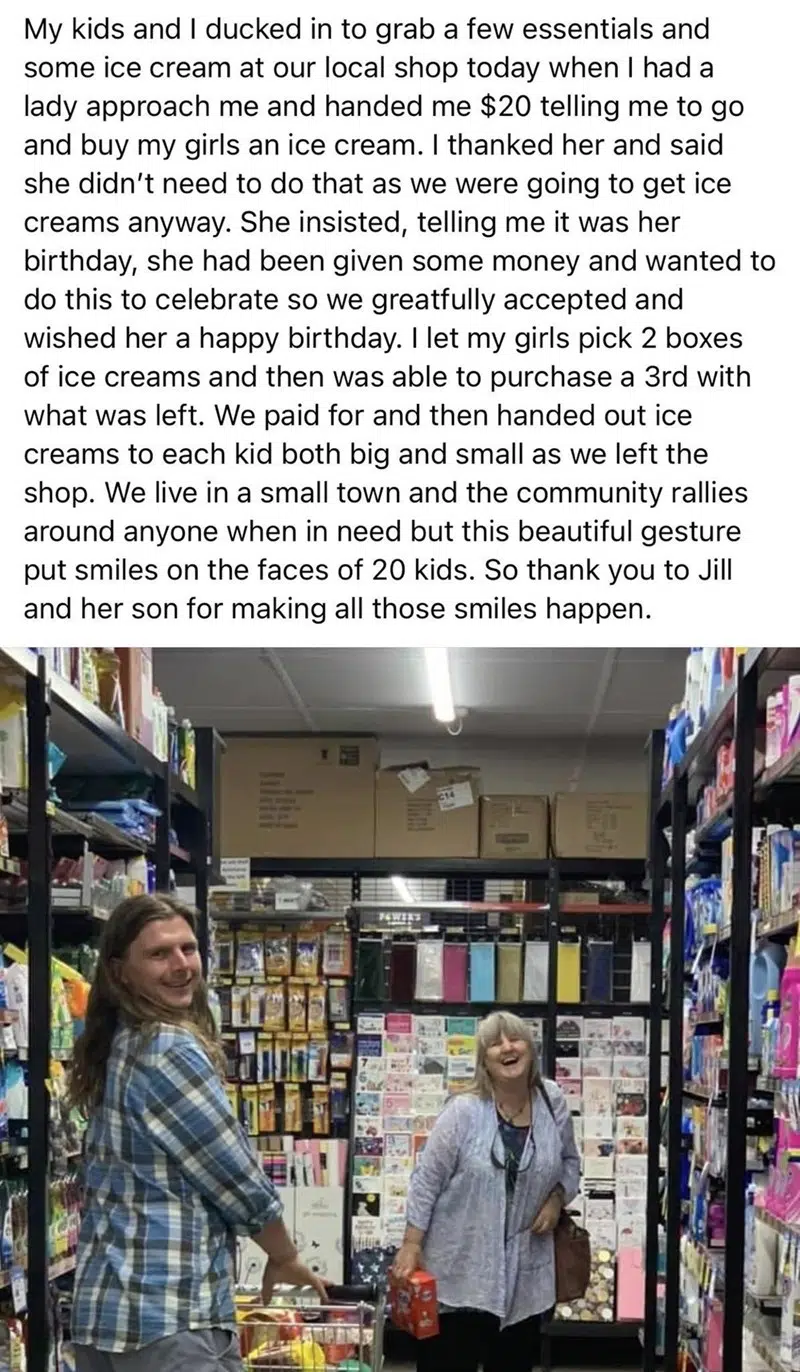 My kids and I ducked in to grab a few essentials and
some ice cream at our local shop today when I had a
lady approach me and handed me $20 telling me to go
and buy my girls an ice cream. I thanked her and said
she didn’t need to do that as we were going to get ice
creams anyway. She insisted, telling me it was her
birthday, she had been given some money and wanted to
do this to celebrate so we greatfully accepted and
wished her a happy birthday. I let my girls pick 2 boxes
of ice creams and then was able to purchase a 3rd with
what was left. We paid for and then handed out ice
creams to each kid both big and small as we left the
shop. We live in a small town and the community rallies
around anyone when in need but this beautiful gesture
put smiles on the faces of 20 kids. So thank you to Jill
and her son for making all those smiles happen.